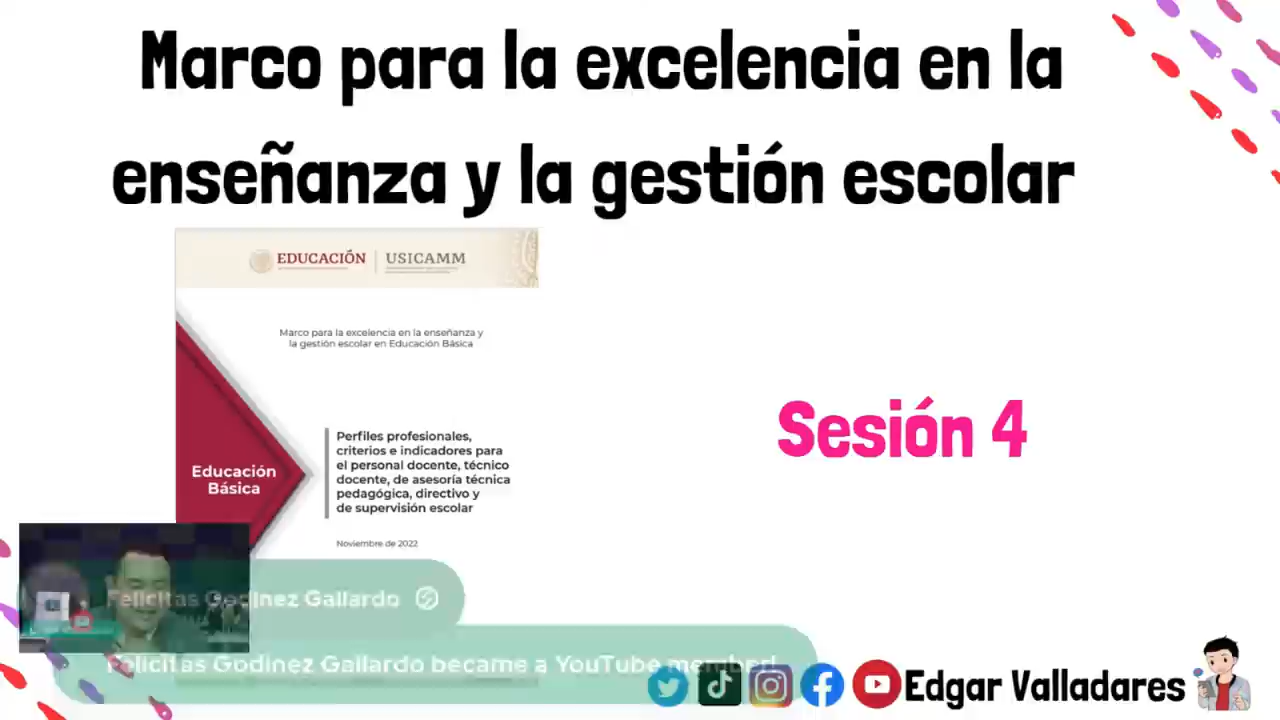 Marco para la excelencia en la
enseñanza y la gestión escolar
EDUCACIÓN
USICAMM
Marco para la excelencia en la enseñanza y
la gestión escolar en Educación Básica
Perfiles profesionales,
criterios e indicadores para
el personal docente, técnico
docente, de asesoría técnica
pedagógica, directivo y
de supervisión escolar
Educación
Básica
Noviembre de 2022
Sesión 4
Felicitas Godinez Gallardo
Felicitas Godinez Gallardo became a YouTube member!
Edgar Valladares